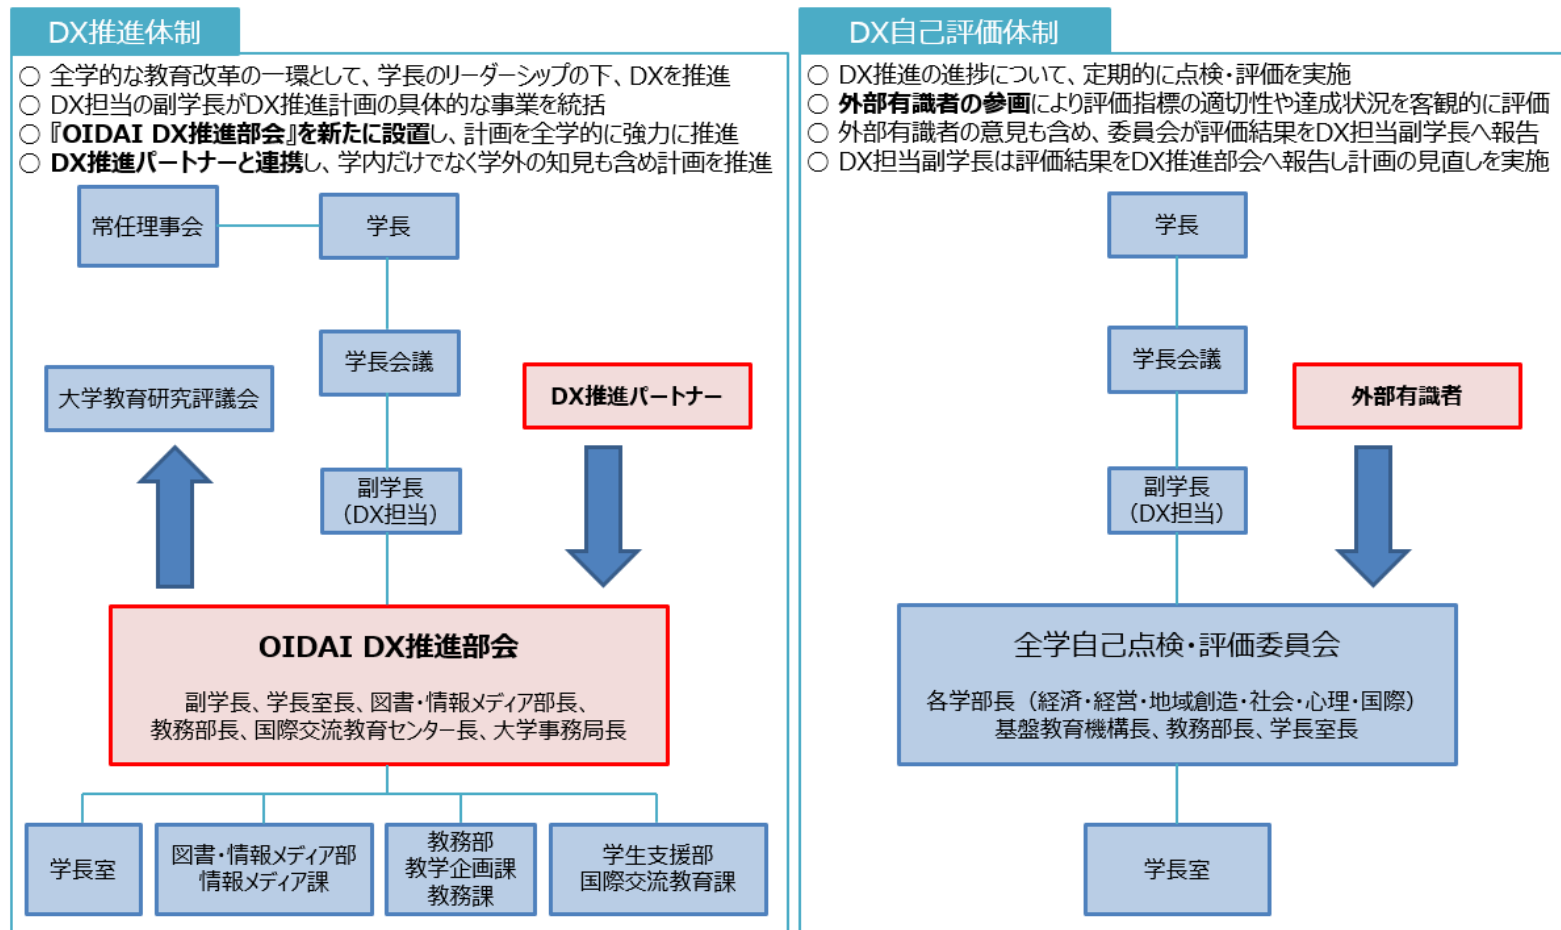 DX推進体制
○ 全学的な教育改革の一環として、学長のリーダーシップの下、DXを推進
○ DX担当の副学長がDX推進計画の具体的な事業を統括
○ 『OIDAI DX推進部会』を新たに設置し、計画を全学的に強力に推進
○ DX推進パートナーと連携し、学内だけでなく学外の知見も含め計画を推進
常任理事会
学長
学長会議
大学教育研究評議会
DX推進パートナー
副学長
（DX担当）
OIDAI DX推進部会
副学長、学長室長、図書・情報メディア部長、
教務部長、国際交流教育センター長、大学事務局長
学長室
図書・情報メディア部
情報メディア課
教務部
教学企画課
教務課
学生支援部
国際交流教育課
DX自己評価体制
○ DX推進の進捗について、定期的に点検・評価を実施
○ 外部有識者の参画により評価指標の適切性や達成状況を客観的に評価
○ 外部有識者の意見も含め、委員会が評価結果をDX担当副学長へ報告
○ DX担当副学長は評価結果をDX推進部会へ報告し計画の見直しを実施
学長
学長会議
外部有識者
副学長
（DX担当）
全学自己点検・評価委員会
各学部長（経済・経営・地域創造・社会・心理・国際）
基盤教育機構長、教務部長、学長室長
学長室